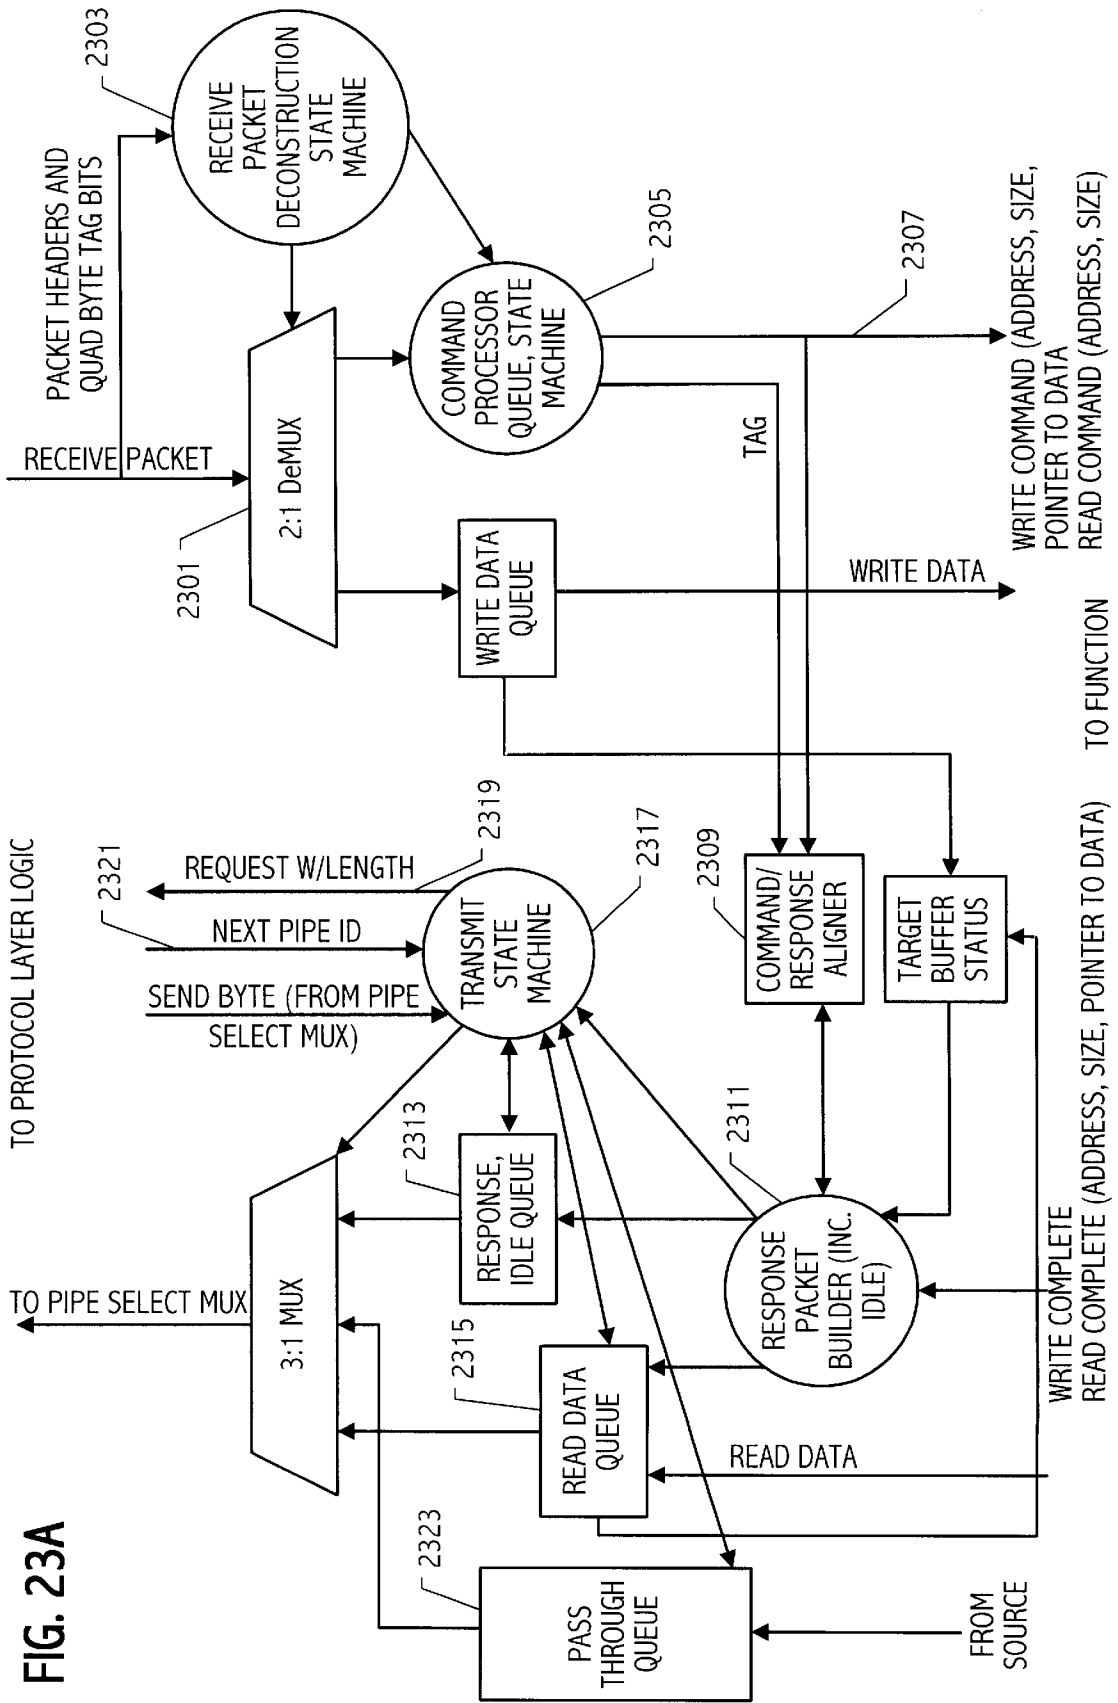 FIG. 23A
TO PROTOCOL LAYER LOGIC
TO PIPE SELECT MUX
SEND BYTE (FROM PIPE
SELECT MUX)
NEXT PIPE ID
2321
REQUEST W/LENGTH
2319
RECEIVE PACKET
PACKET HEADERS AND
QUAD BYTE TAG BITS
2303
RECEIVE
PACKET
DECONSTRUCTION
STATE
MACHINE
3:1 MUX
2301
2:1 DeMUX
2323
PASS
THROUGH
QUEUE
2315
READ DATA
QUEUE
2313
RESPONSE,
IDLE QUEUE
TRANSMIT
STATE
MACHINE
2317
WRITE DATA
QUEUE
COMMAND
PROCESSOR
QUEUE, STATE
MACHINE
2305
2311
RESPONSE
PACKET
BUILDER (INC.
IDLE)
2309
COMMAND/
RESPONSE
ALIGNER
TAG
TARGET
BUFFER
STATUS
READ DATA
WRITE DATA
2307
FROM
SOURCE
WRITE COMPLETE
READ COMPLETE (ADDRESS, SIZE, POINTER TO DATA)
TO FUNCTION
WRITE COMMAND (ADDRESS, SIZE,
POINTER TO DATA
READ COMMAND (ADDRESS, SIZE)